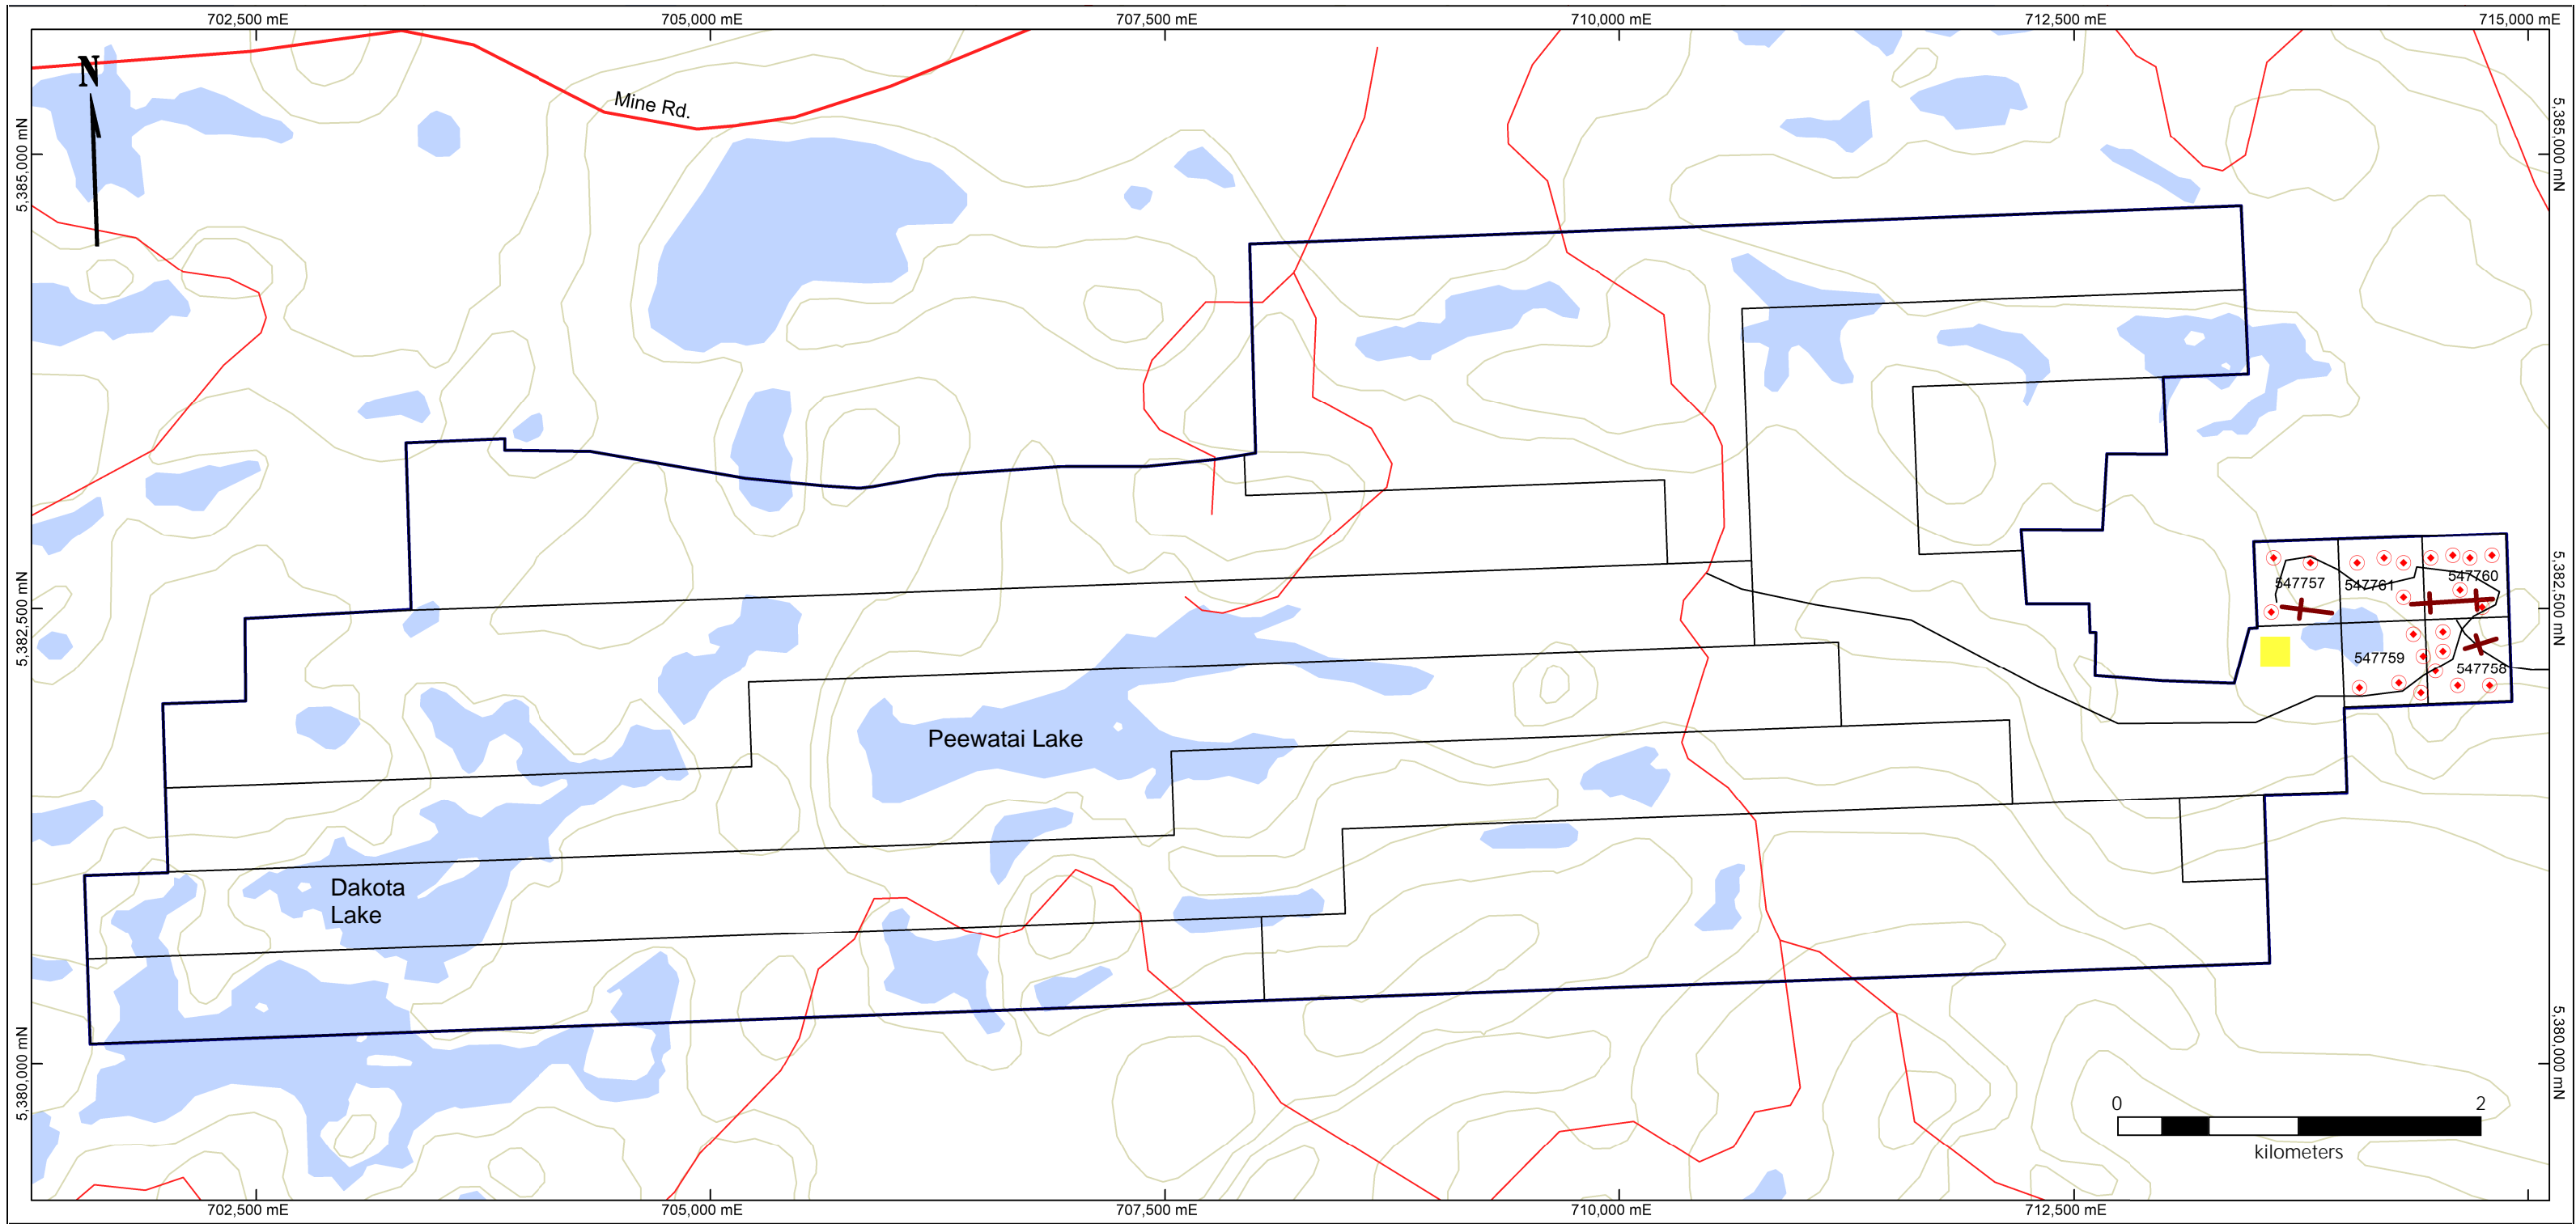 702,500 mE
705,000 mE
707,500 mE
710,000 mE
712,500 mE
715,000 mE
N
Mine Rd.
5,385,000 mN
5,385,000 mN
5,382,500 mN
5,382,500 mN
547757
547761
547760
547759
547758
Peewatai Lake
Dakota
Lake
5,380,000 mN
5,380,000 mN
0
2
kilometers
702,500 mE
705,000 mE
707,500 mE
710,000 mE
712,500 mE